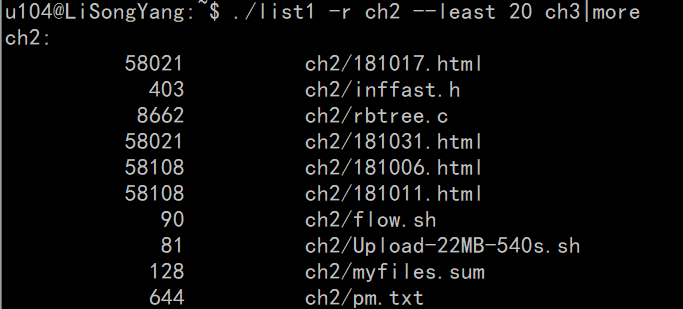 u104@LiSongYang:~$ ./list1 -r ch2 --least 20 ch3|more
ch2:
58021 ch2/181017.html
403 ch2/inffast.h
8662 ch2/rbtree.c
58021 ch2/181031.html
58108 ch2/181006.html
58108 ch2/181011.html
90 ch2/flow.sh
81 ch2/Upload-22MB-540s.sh
128 ch2/myfiles.sum
644 ch2/pm.txt